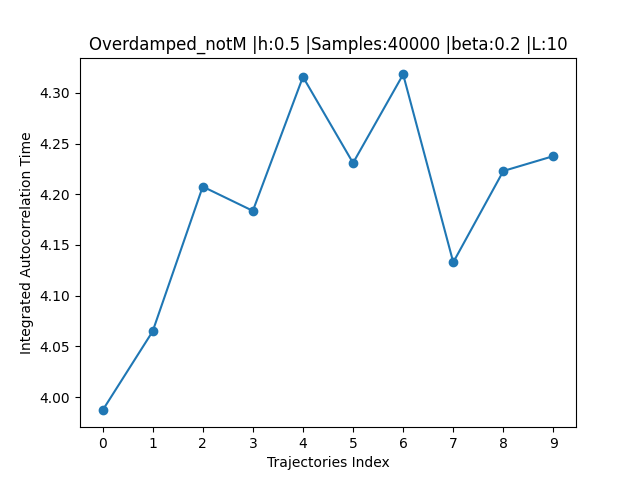 Overdamped_notM |h:0.5 |Samples:40000 |beta:0.2 |L:10
Integrated Autocorrelation Time
4.30
4.25
4.20
4.15
4.10
4.05
4.00
0 1 2 3 4 5 6 7 8 9
Trajectories Index